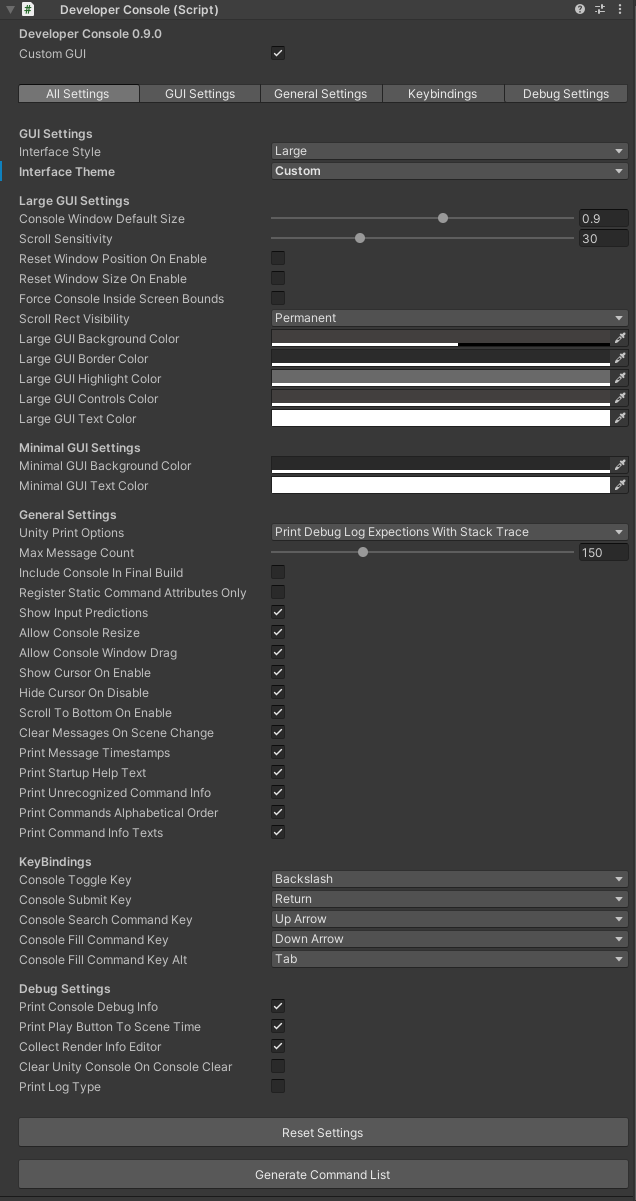 Developer Console (Script)
Developer Console 0.9.0
Custom GUI
All Settings GUI Settings General Settings Keybindings Debug Settings
GUI Settings
Interface Style Large
Interface Theme Custom
Large GUI Settings
Console Window Default Size 0.9
Scroll Sensitivity 30
Reset Window Position On Enable
Reset Window Size On Enable
Force Console Inside Screen Bounds
Scroll Rect Visibility Permanent
Large GUI Background Color
Large GUI Border Color
Large GUI Highlight Color
Large GUI Controls Color
Large GUI Text Color
Minimal GUI Settings
Minimal GUI Background Color
Minimal GUI Text Color
General Settings
Unity Print Options Print Debug Log Expections With Stack Trace
Max Message Count 150
Include Console In Final Build
Register Static Command Attributes Only
Show Input Predictions
Allow Console Resize
Allow Console Window Drag
Show Cursor On Enable
Hide Cursor On Disable
Scroll To Bottom On Enable
Clear Messages On Scene Change
Print Message Timestamps
Print Startup Help Text
Print Unrecognized Command Info
Print Commands Alphabetical Order
Print Command Info Texts
KeyBindings
Console Toggle Key Backslash
Console Submit Key Return
Console Search Command Key Up Arrow
Console Fill Command Key Down Arrow
Console Fill Command Key Alt Tab
Debug Settings
Print Console Debug Info
Print Play Button To Scene Time
Collect Render Info Editor
Clear Unity Console On Console Clear
Print Log Type
Reset Settings
Generate Command List